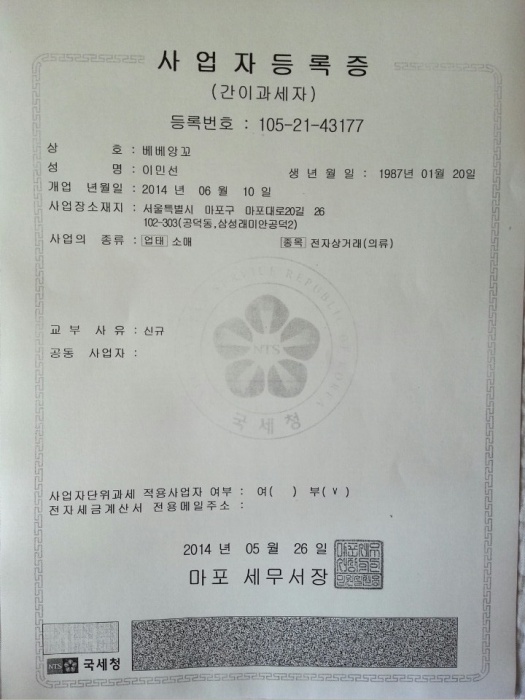 사업자등록증
(간이과세자)
등록번호 : 105-21-43177
상 호 : 베베앙꼬
성 명 : 이민선 생 년 월 일 : 1987년 01월 20일
개업 년월일 : 2014 년 06 월 10 일
사업장소재지 : 서울특별시 마포구 마포대로20길 26
102-303(공덕동,삼성래미안공덕2)
사업의 종류 : 업태 소매 종목 전자상거래(의류)
교 부 사 유 : 신규
공동 사업자 :
NTS
국세청
사업자단위과세 적용사업자 여부 : 여( ) 부(∨)
전자세금계산서 전용메일주소 :
2014 년 05 월 26 일
마포 세무서장
NTS 국세청